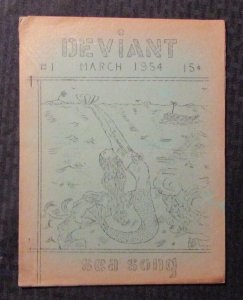 DEViANT
#1 MARCH 1954 15¢
sea song